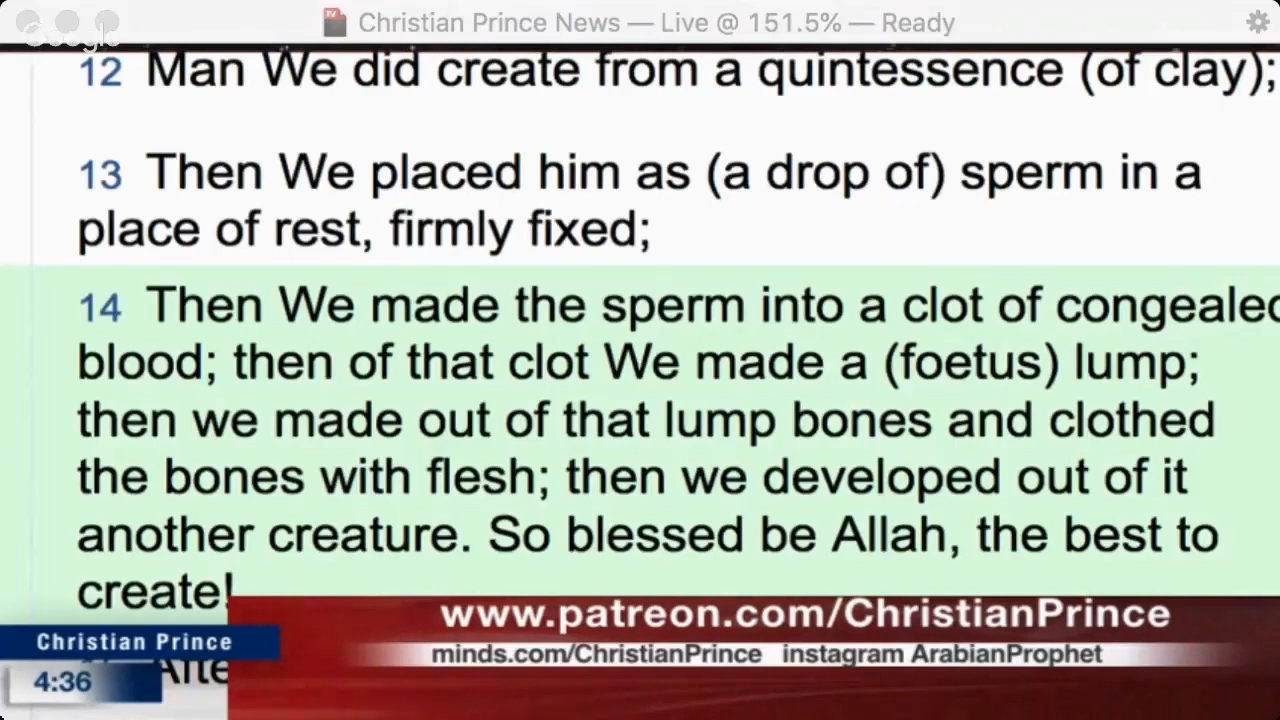 Christian Prince News — Live @ 151.5% — Ready
Google
12 Man We did create from a quintessence (of clay);
13 Then We placed him as (a drop of) sperm in a
place of rest, firmly fixed;
14 Then We made the sperm into a clot of congealed
blood; then of that clot We made a (foetus) lump;
then we made out of that lump bones and clothed
the bones with flesh; then we developed out of it
another creature. So blessed be Allah, the best to
create!
www.patreon.com/ChristianPrince
Christian Prince
minds.com/ChristianPrince instagram ArabianProphet
4:36